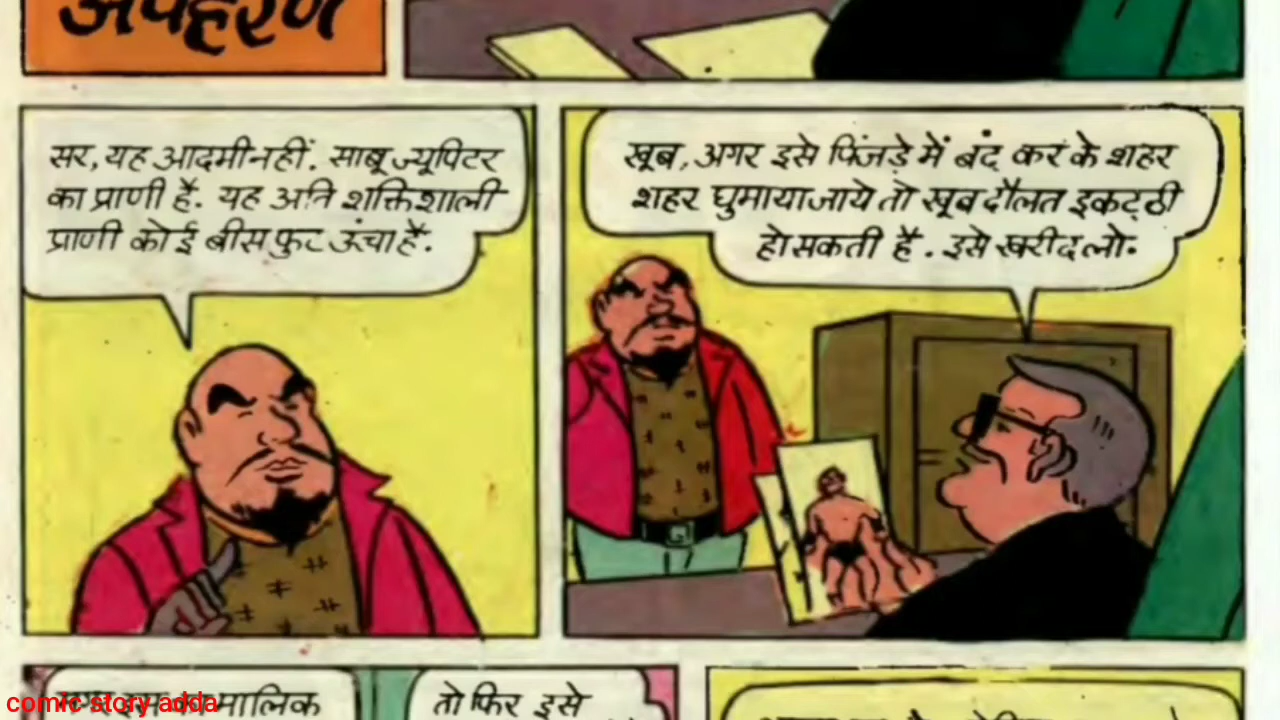 अपहरण
सर, यह आदमी नहीं. साबू ज्यूपिटर
का प्राणी है. यह अति शक्तिशाली
प्राणी कोई बीस फुट ऊंचा है.
खूब, अगर इसे पिंजड़े में बंद कर के शहर
शहर घुमाया जाये तो खूब दौलत इकट्ठी
हो सकती है. इसे खरीद लो.
मालिक
तो फिर इसे
comic story adda